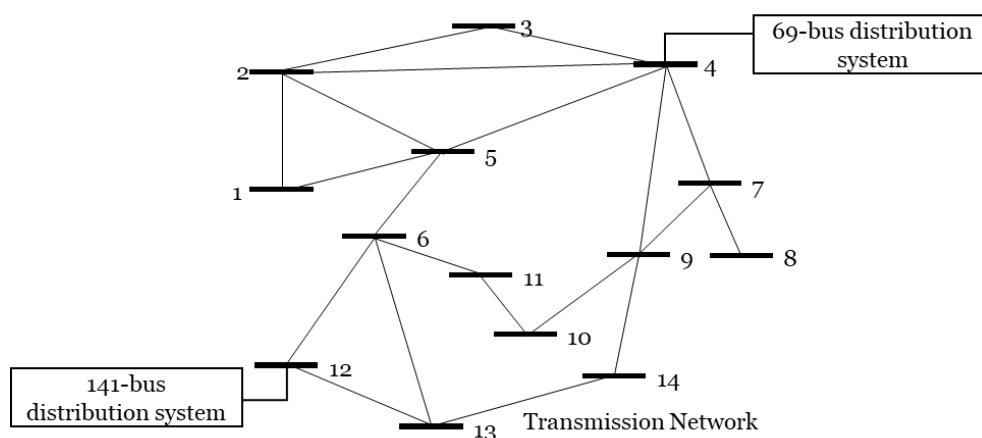 3
69-bus distribution
system
2
4
5
1
7
6
9
8
11
10
12
14
141-bus
distribution system
13
Transmission Network